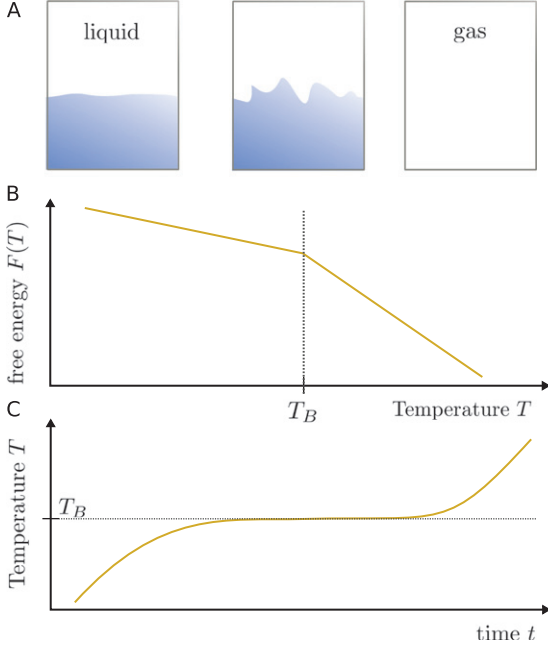 A
liquid
gas
B
free energy F(T)
T_B
Temperature T
C
Temperature T
T_B
time t